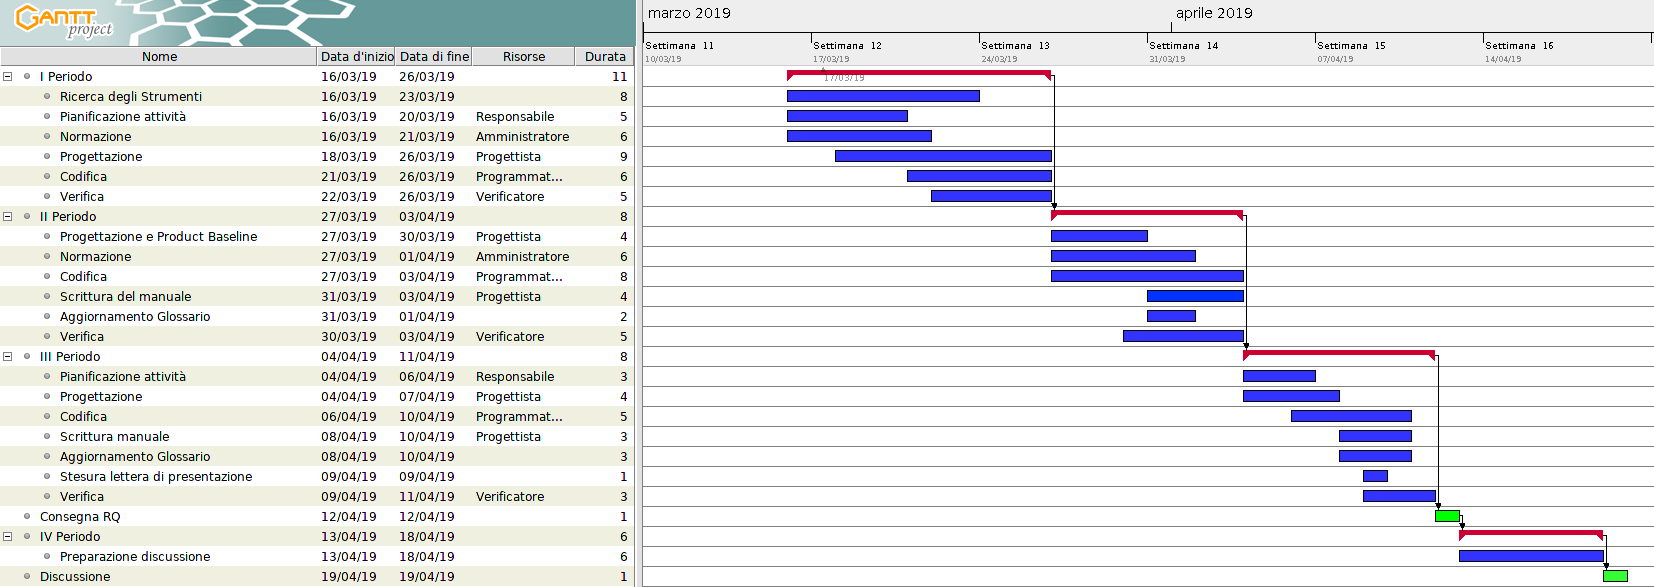 GANTT project
marzo 2019 aprile 2019
Settimana 11 Settimana 12 Settimana 13 Settimana 14 Settimana 15 Settimana 16
10/03/19 17/03/19 24/03/19 31/03/19 07/04/19 14/04/19
Nome Data d'inizio Data di fine Risorse Durata
I Periodo 16/03/19 26/03/19 11
17/03/19
Ricerca degli Strumenti 16/03/19 23/03/19 8
Pianificazione attività 16/03/19 20/03/19 Responsabile 5
Normazione 16/03/19 21/03/19 Amministratore 6
Progettazione 18/03/19 26/03/19 Progettista 9
Codifica 21/03/19 26/03/19 Programmat... 6
Verifica 22/03/19 26/03/19 Verificatore 5
II Periodo 27/03/19 03/04/19 8
Progettazione e Product Baseline 27/03/19 30/03/19 Progettista 4
Normazione 27/03/19 01/04/19 Amministratore 6
Codifica 27/03/19 03/04/19 Programmat... 8
Scrittura del manuale 31/03/19 03/04/19 Progettista 4
Aggiornamento Glossario 31/03/19 01/04/19 2
Verifica 30/03/19 03/04/19 Verificatore 5
III Periodo 04/04/19 11/04/19 8
Pianificazione attività 04/04/19 06/04/19 Responsabile 3
Progettazione 04/04/19 07/04/19 Progettista 4
Codifica 06/04/19 10/04/19 Programmat... 5
Scrittura manuale 08/04/19 10/04/19 Progettista 3
Aggiornamento Glossario 08/04/19 10/04/19 3
Stesura lettera di presentazione 09/04/19 09/04/19 1
Verifica 09/04/19 11/04/19 Verificatore 3
Consegna RQ 12/04/19 12/04/19 1
IV Periodo 13/04/19 18/04/19 6
Preparazione discussione 13/04/19 18/04/19 6
Discussione 19/04/19 19/04/19 1